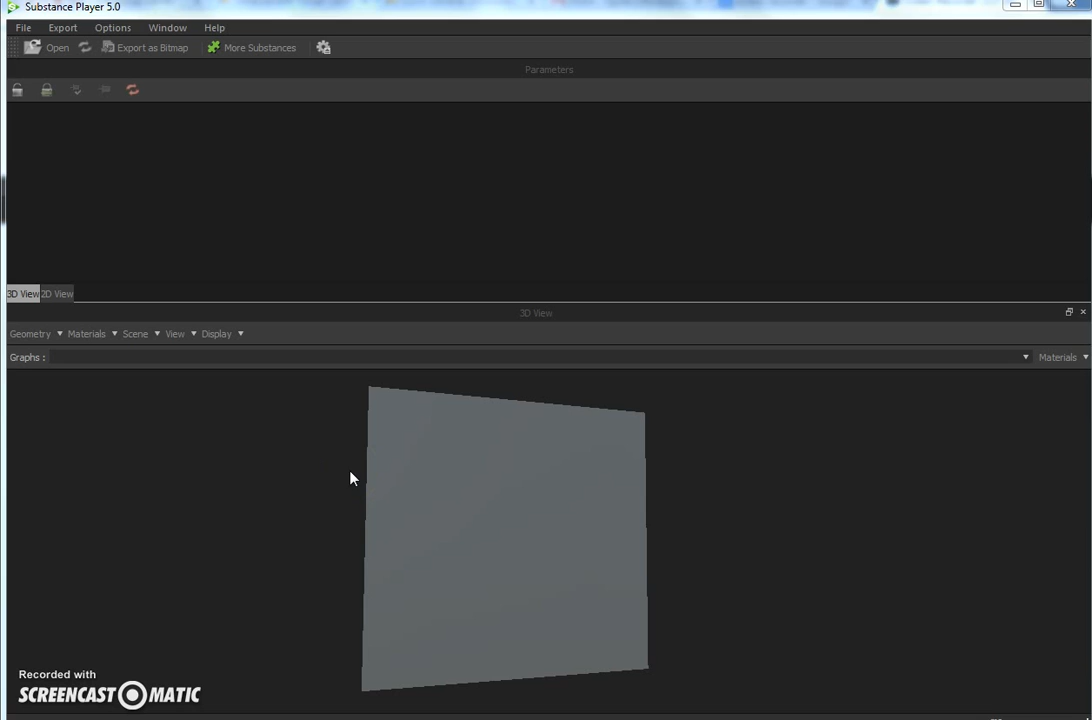 Substance Player 5.0
File Export Options Window Help
Open Export as Bitmap More Substances
Parameters
3D View 2D View
3D View
Geometry Materials Scene View Display
Graphs : Materials
Recorded with
SCREENCAST MATIC